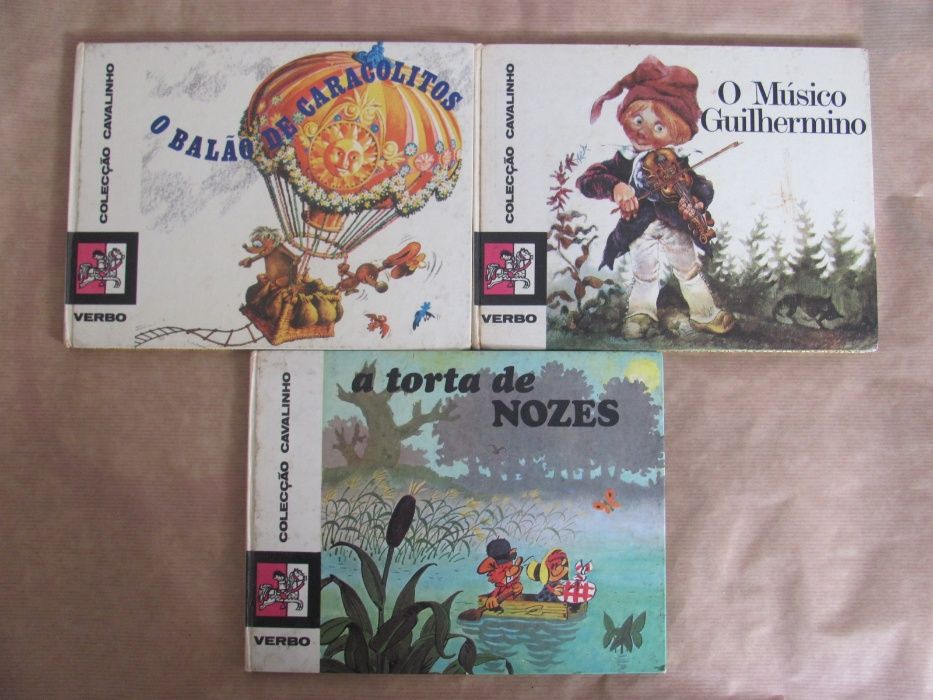 COLECÇÃO CAVALINHO
VERBO
O BALÃO DE CARACOLITOS
COLECÇÃO CAVALINHO
VERBO
O Músico
Guilhermino
COLECÇÃO CAVALINHO
VERBO
a torta de
NOZES